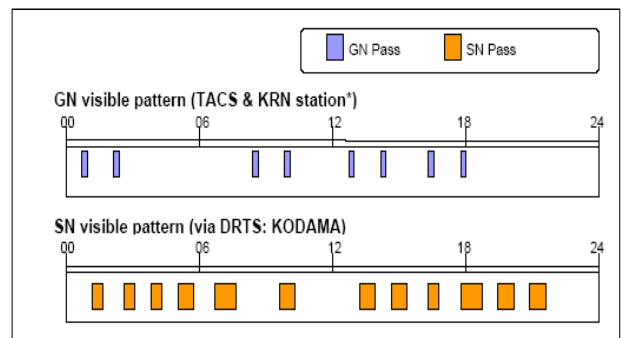 GN Pass SN Pass
GN visible pattern (TACS & KRN station*)
00 06 12 18 24
SN visible pattern (via DRTS: KODAMA)
00 06 12 18 24